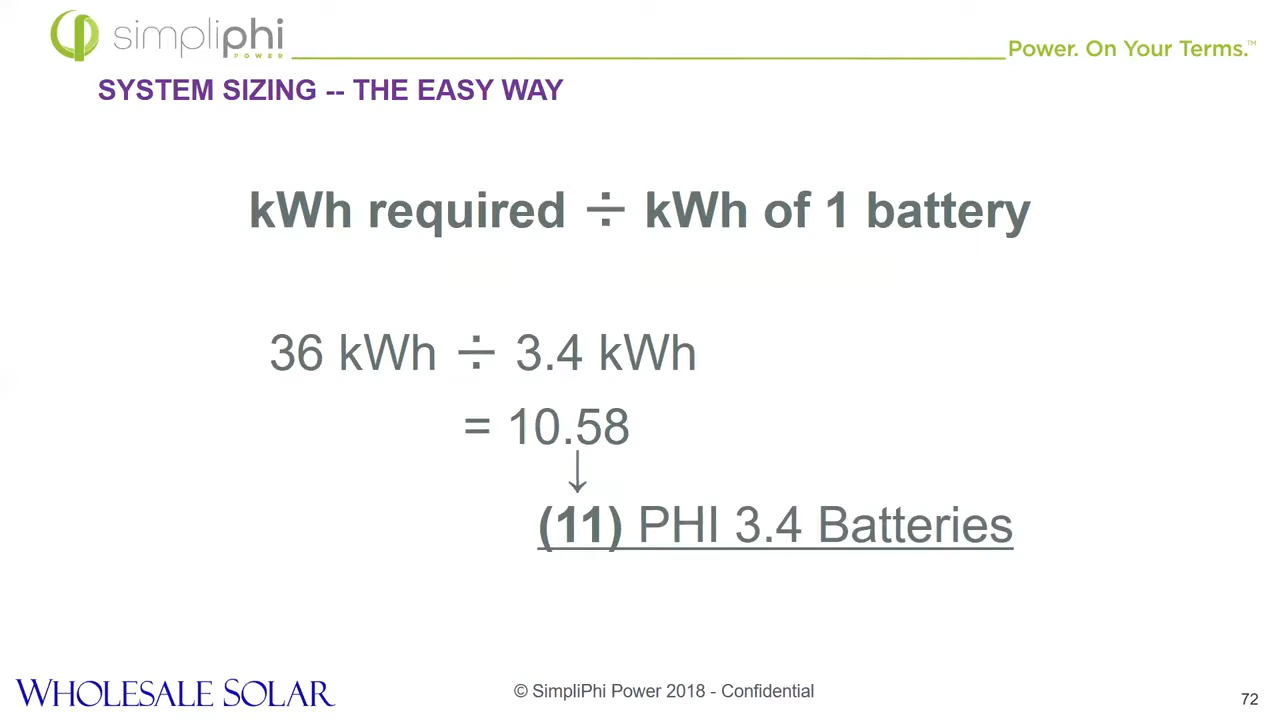 simpliphi
POWER
Power. On Your Terms.™
SYSTEM SIZING -- THE EASY WAY
kWh required ÷ kWh of 1 battery
36 kWh ÷ 3.4 kWh
= 10.58
↓
(11) PHI 3.4 Batteries
WHOLESALE SOLAR
© SimpliPhi Power 2018 - Confidential
72